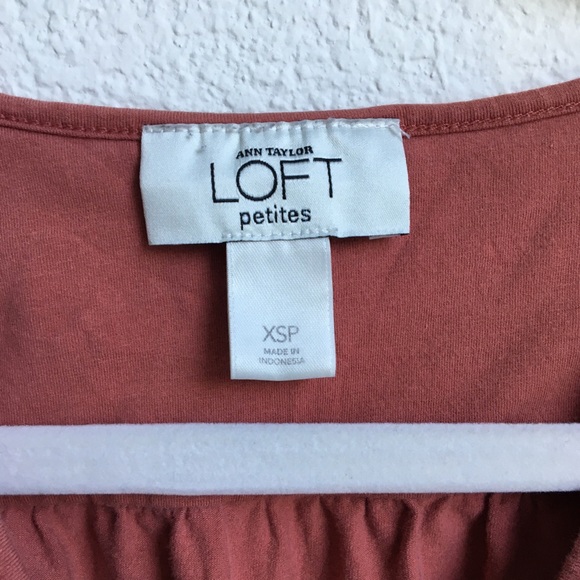 ANN TAYLOR
LOFT
petites
XSP
MADE IN
INDONESIA